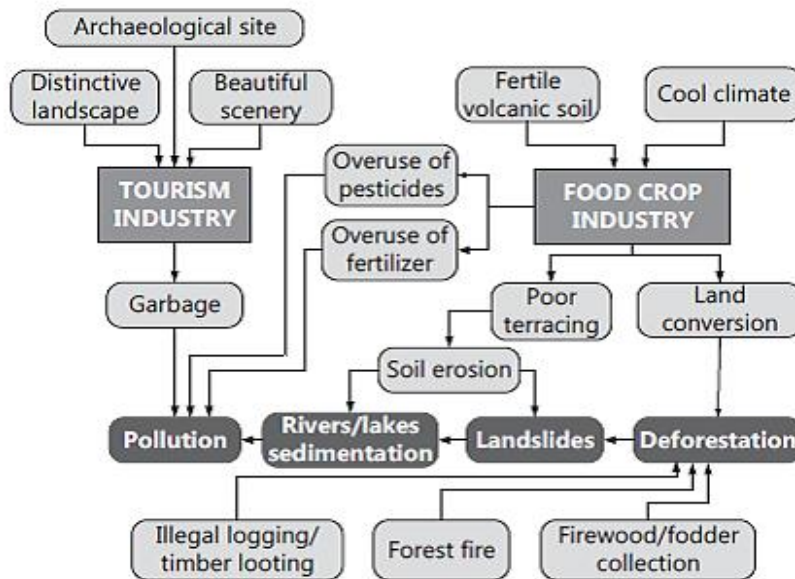 Archaeological site
Distinctive
landscape
Beautiful
scenery
Fertile
volcanic soil
Cool climate
TOURISM
INDUSTRY
Overuse of
pesticides
FOOD CROP
INDUSTRY
Overuse of
fertilizer
Garbage
Poor
terracing
Land
conversion
Soil erosion
Pollution
Rivers/lakes
sedimentation
Landslides
Deforestation
Illegal logging/
timber looting
Forest fire
Firewood/fodder
collection